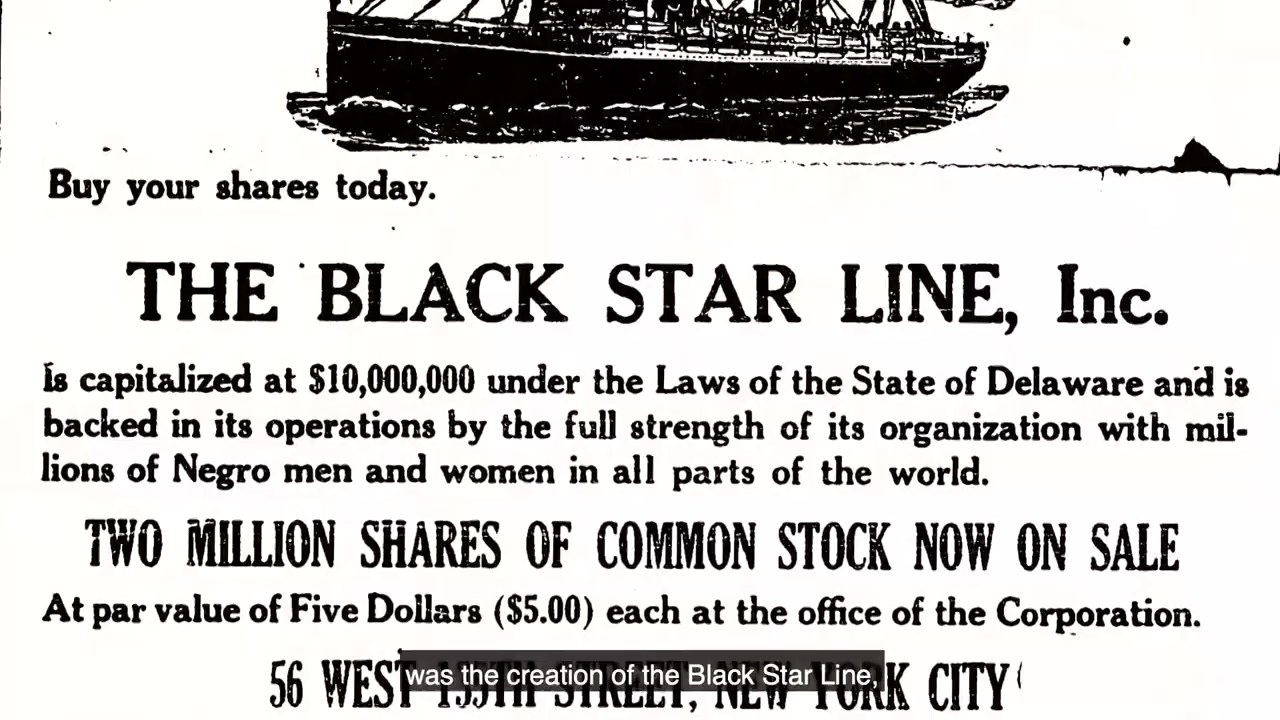 Buy your shares today.
THE BLACK STAR LINE, Inc.
is capitalized at $10,000,000 under the Laws of the State of Delaware and is
backed in its operations by the full strength of its organization with mil-
lions of Negro men and women in all parts of the world.
TWO MILLION SHARES OF COMMON STOCK NOW ON SALE
At par value of Five Dollars ($5.00) each at the office of the Corporation.
56 WEST 135TH STREET, NEW YORK CITY
was the creation of the Black Star Line,